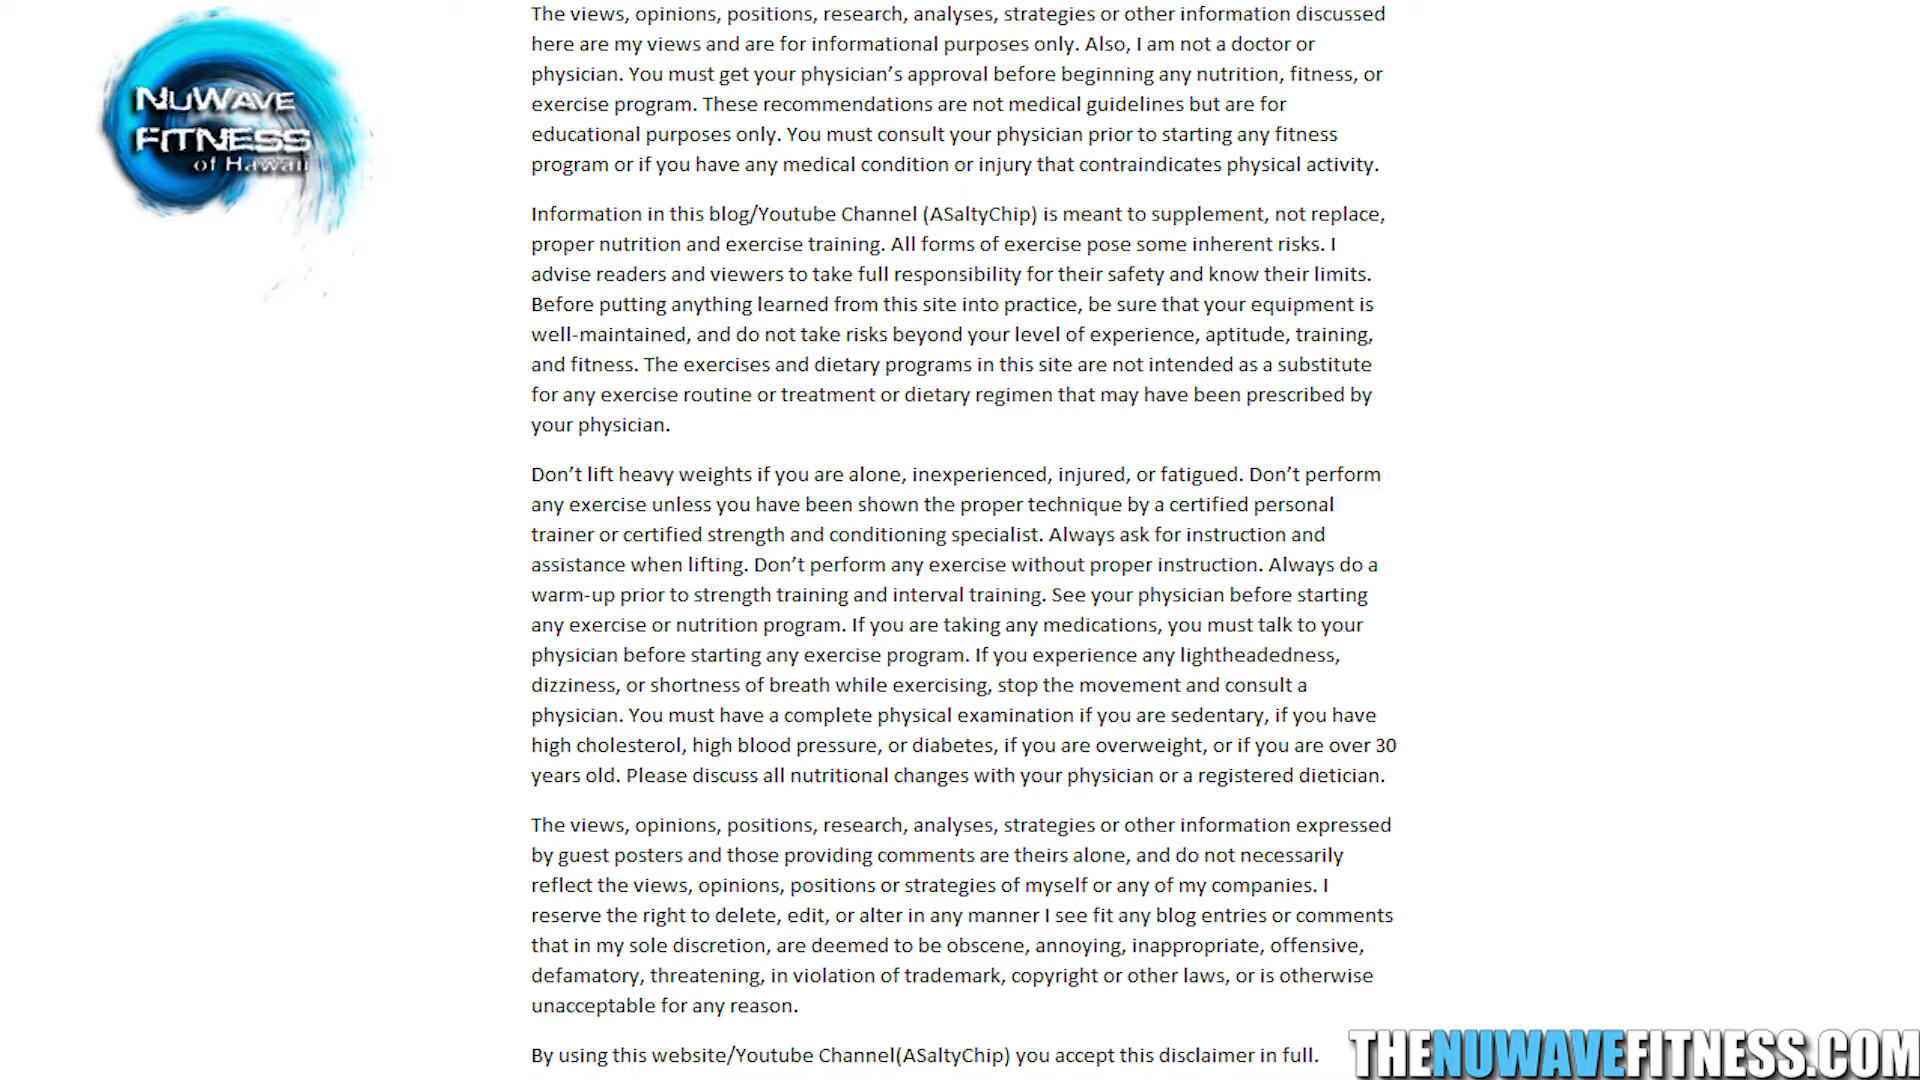 NUWAVE
FITNESS
of Hawaii
The views, opinions, positions, research, analyses, strategies or other information discussed
here are my views and are for informational purposes only. Also, I am not a doctor or
physician. You must get your physician’s approval before beginning any nutrition, fitness, or
exercise program. These recommendations are not medical guidelines but are for
educational purposes only. You must consult your physician prior to starting any fitness
program or if you have any medical condition or injury that contraindicates physical activity.
Information in this blog/Youtube Channel (ASaltyChip) is meant to supplement, not replace,
proper nutrition and exercise training. All forms of exercise pose some inherent risks. I
advise readers and viewers to take full responsibility for their safety and know their limits.
Before putting anything learned from this site into practice, be sure that your equipment is
well-maintained, and do not take risks beyond your level of experience, aptitude, training,
and fitness. The exercises and dietary programs in this site are not intended as a substitute
for any exercise routine or treatment or dietary regimen that may have been prescribed by
your physician.
Don’t lift heavy weights if you are alone, inexperienced, injured, or fatigued. Don’t perform
any exercise unless you have been shown the proper technique by a certified personal
trainer or certified strength and conditioning specialist. Always ask for instruction and
assistance when lifting. Don’t perform any exercise without proper instruction. Always do a
warm-up prior to strength training and interval training. See your physician before starting
any exercise or nutrition program. If you are taking any medications, you must talk to your
physician before starting any exercise program. If you experience any lightheadedness,
dizziness, or shortness of breath while exercising, stop the movement and consult a
physician. You must have a complete physical examination if you are sedentary, if you have
high cholesterol, high blood pressure, or diabetes, if you are overweight, or if you are over 30
years old. Please discuss all nutritional changes with your physician or a registered dietician.
The views, opinions, positions, research, analyses, strategies or other information expressed
by guest posters and those providing comments are theirs alone, and do not necessarily
reflect the views, opinions, positions or strategies of myself or any of my companies. I
reserve the right to delete, edit, or alter in any manner I see fit any blog entries or comments
that in my sole discretion, are deemed to be obscene, annoying, inappropriate, offensive,
defamatory, threatening, in violation of trademark, copyright or other laws, or is otherwise
unacceptable for any reason.
By using this website/Youtube Channel(ASaltyChip) you accept this disclaimer in full.
THENUWAVEFITNESS.COM